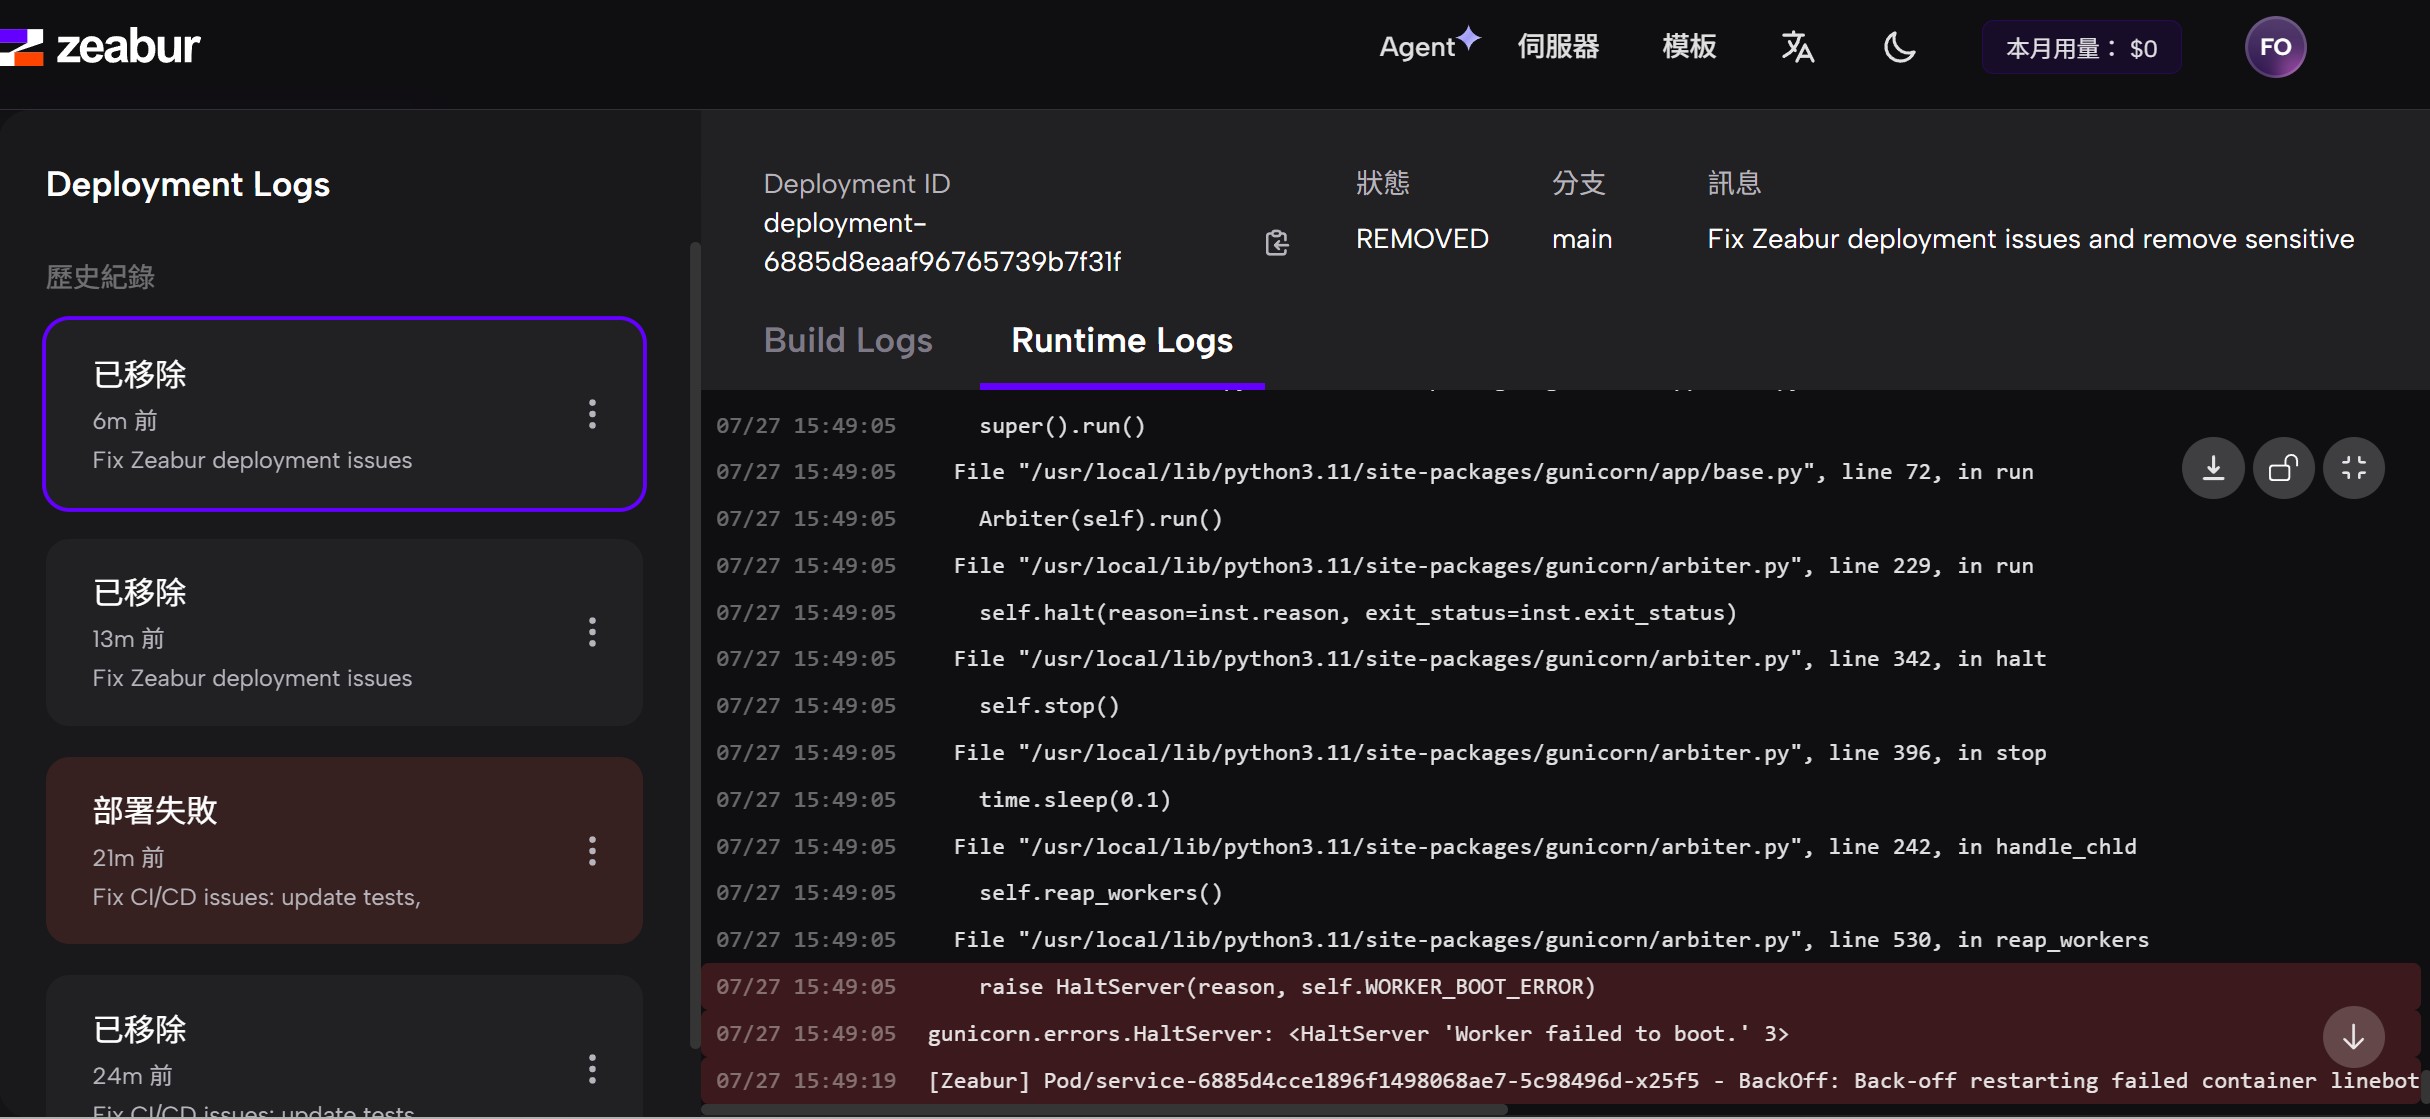 zeabur
Agent
伺服器
模板
本月用量： $0
FO
Deployment Logs
歷史紀錄
已移除
6m 前
Fix Zeabur deployment issues
已移除
13m 前
Fix Zeabur deployment issues
部署失敗
21m 前
Fix CI/CD issues: update tests,
已移除
24m 前
Fix CI/CD issues: update tests
Deployment ID
deployment-
6885d8eaaf96765739b7f31f
狀態
REMOVED
分支
main
訊息
Fix Zeabur deployment issues and remove sensitive
Build Logs
Runtime Logs
07/27 15:49:05     super().run()
07/27 15:49:05   File "/usr/local/lib/python3.11/site-packages/gunicorn/app/base.py", line 72, in run
07/27 15:49:05     Arbiter(self).run()
07/27 15:49:05   File "/usr/local/lib/python3.11/site-packages/gunicorn/arbiter.py", line 229, in run
07/27 15:49:05     self.halt(reason=inst.reason, exit_status=inst.exit_status)
07/27 15:49:05   File "/usr/local/lib/python3.11/site-packages/gunicorn/arbiter.py", line 342, in halt
07/27 15:49:05     self.stop()
07/27 15:49:05   File "/usr/local/lib/python3.11/site-packages/gunicorn/arbiter.py", line 396, in stop
07/27 15:49:05     time.sleep(0.1)
07/27 15:49:05   File "/usr/local/lib/python3.11/site-packages/gunicorn/arbiter.py", line 242, in handle_chld
07/27 15:49:05     self.reap_workers()
07/27 15:49:05   File "/usr/local/lib/python3.11/site-packages/gunicorn/arbiter.py", line 530, in reap_workers
07/27 15:49:05     raise HaltServer(reason, self.WORKER_BOOT_ERROR)
07/27 15:49:05 gunicorn.errors.HaltServer: <HaltServer 'Worker failed to boot.' 3>
07/27 15:49:19 [Zeabur] Pod/service-6885d4cce1896f1498068ae7-5c98496d-x25f5 - BackOff: Back-off restarting failed container linebot